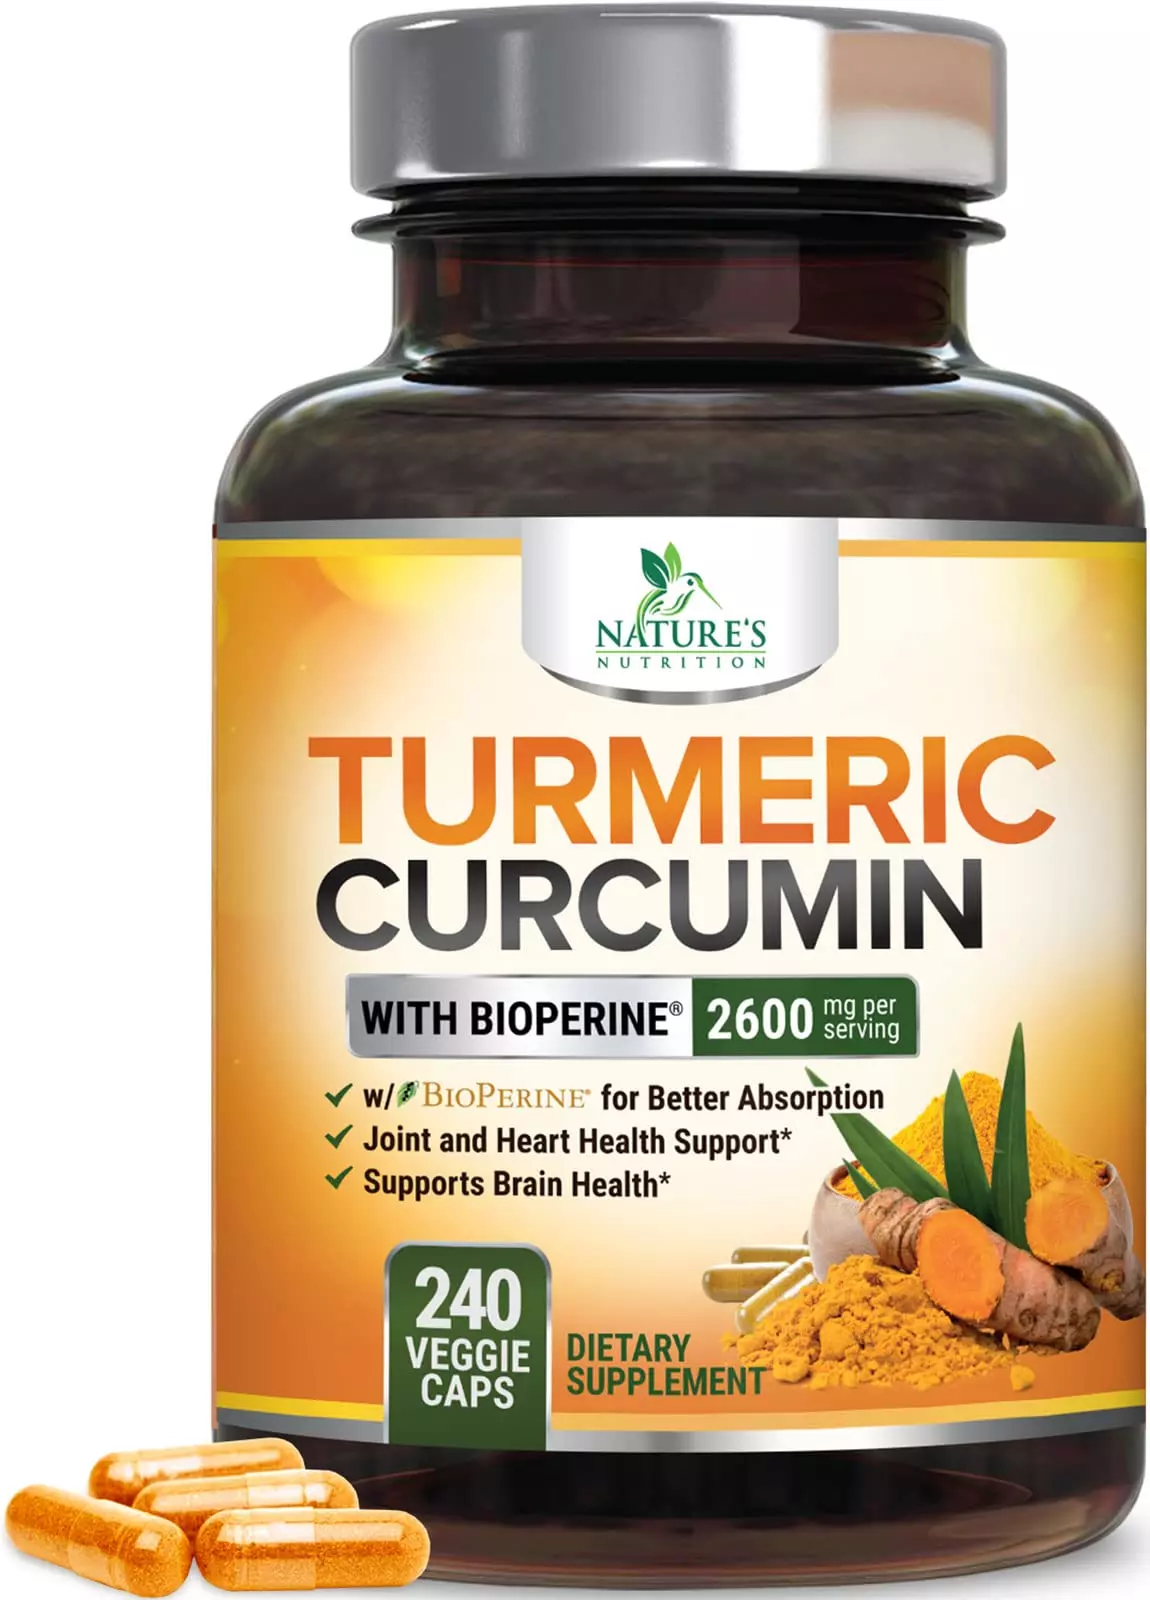 NATURE'S
NUTRITION
TURMERIC
CURCUMIN
WITH BIOPERINE® 2600 mg per serving
w/ BIOPERINE® for Better Absorption
Joint and Heart Health Support*
Supports Brain Health*
240
VEGGIE
CAPS
DIETARY
SUPPLEMENT